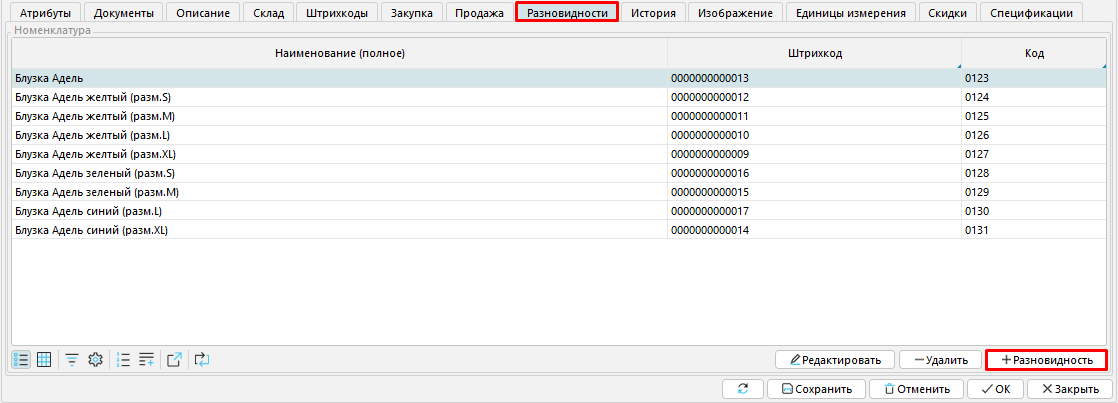 Атрибуты Документы Описание Склад Штрихкоды Закупка Продажа Разновидности История Изображение Единицы измерения Скидки Спецификации
Номенклатура
Наименование (полное) Штрихкод Код
Блузка Адель 0000000000013 0123
Блузка Адель желтый (разм.S) 0000000000012 0124
Блузка Адель желтый (разм.M) 0000000000011 0125
Блузка Адель желтый (разм.L) 0000000000010 0126
Блузка Адель желтый (разм.XL) 0000000000009 0127
Блузка Адель зеленый (разм.S) 0000000000016 0128
Блузка Адель зеленый (разм.M) 0000000000015 0129
Блузка Адель синий (разм.L) 0000000000017 0130
Блузка Адель синий (разм.XL) 0000000000014 0131
Редактировать Удалить Разновидность
Сохранить Отменить OK Закрыть